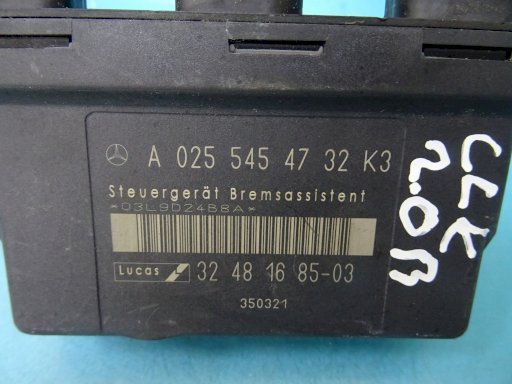 A 025 545 47 32 K3
Steuergerät Bremsassistent
*03L9D24B8A*
Lucas 32 48 16 85-03
350321
CLK
2.0B